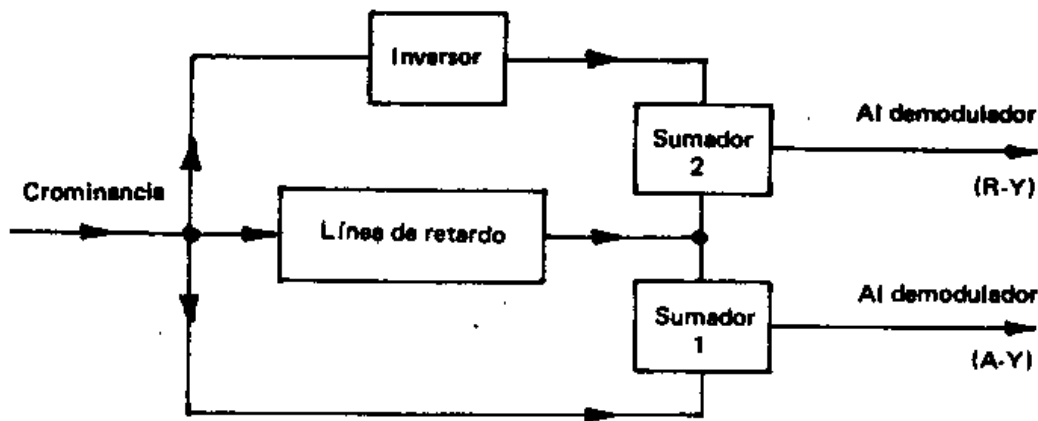 Inversor
Al demodulador
Sumador
2
(R-Y)
Crominancia
Línea de retardo
Al demodulador
Sumador
1
(A-Y)